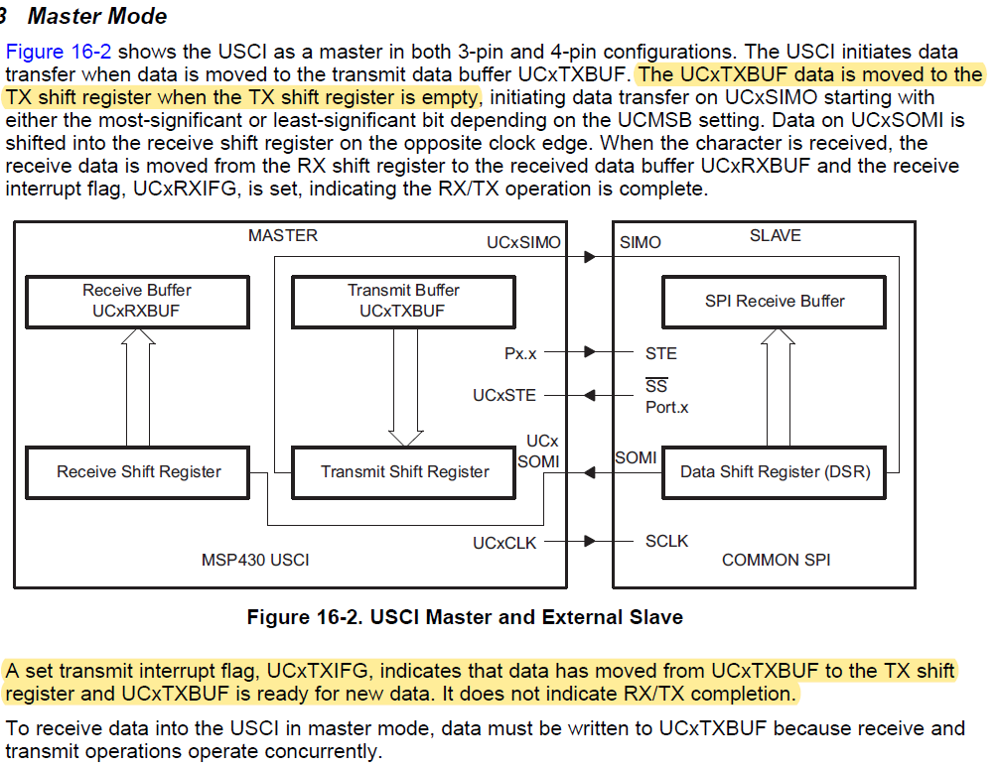 3 Master Mode
Figure 16-2 shows the USCI as a master in both 3-pin and 4-pin configurations. The USCI initiates data
transfer when data is moved to the transmit data buffer UCxTXBUF. The UCxTXBUF data is moved to the
TX shift register when the TX shift register is empty, initiating data transfer on UCxSIMO starting with
either the most-significant or least-significant bit depending on the UCMSB setting. Data on UCxSOMI is
shifted into the receive shift register on the opposite clock edge. When the character is received, the
receive data is moved from the RX shift register to the received data buffer UCxRXBUF and the receive
interrupt flag, UCxRXIFG, is set, indicating the RX/TX operation is complete.
MASTER
SLAVE
UCxSIMO
SIMO
Receive Buffer
UCxRXBUF
Transmit Buffer
UCxTXBUF
SPI Receive Buffer
Px.x
STE
UCxSTE
SS
Port.x
UCx
SOMI
SOMI
Receive Shift Register
Transmit Shift Register
Data Shift Register (DSR)
UCxCLK
SCLK
MSP430 USCI
COMMON SPI
Figure 16-2. USCI Master and External Slave
A set transmit interrupt flag, UCxTXIFG, indicates that data has moved from UCxTXBUF to the TX shift
register and UCxTXBUF is ready for new data. It does not indicate RX/TX completion.
To receive data into the USCI in master mode, data must be written to UCxTXBUF because receive and
transmit operations operate concurrently.